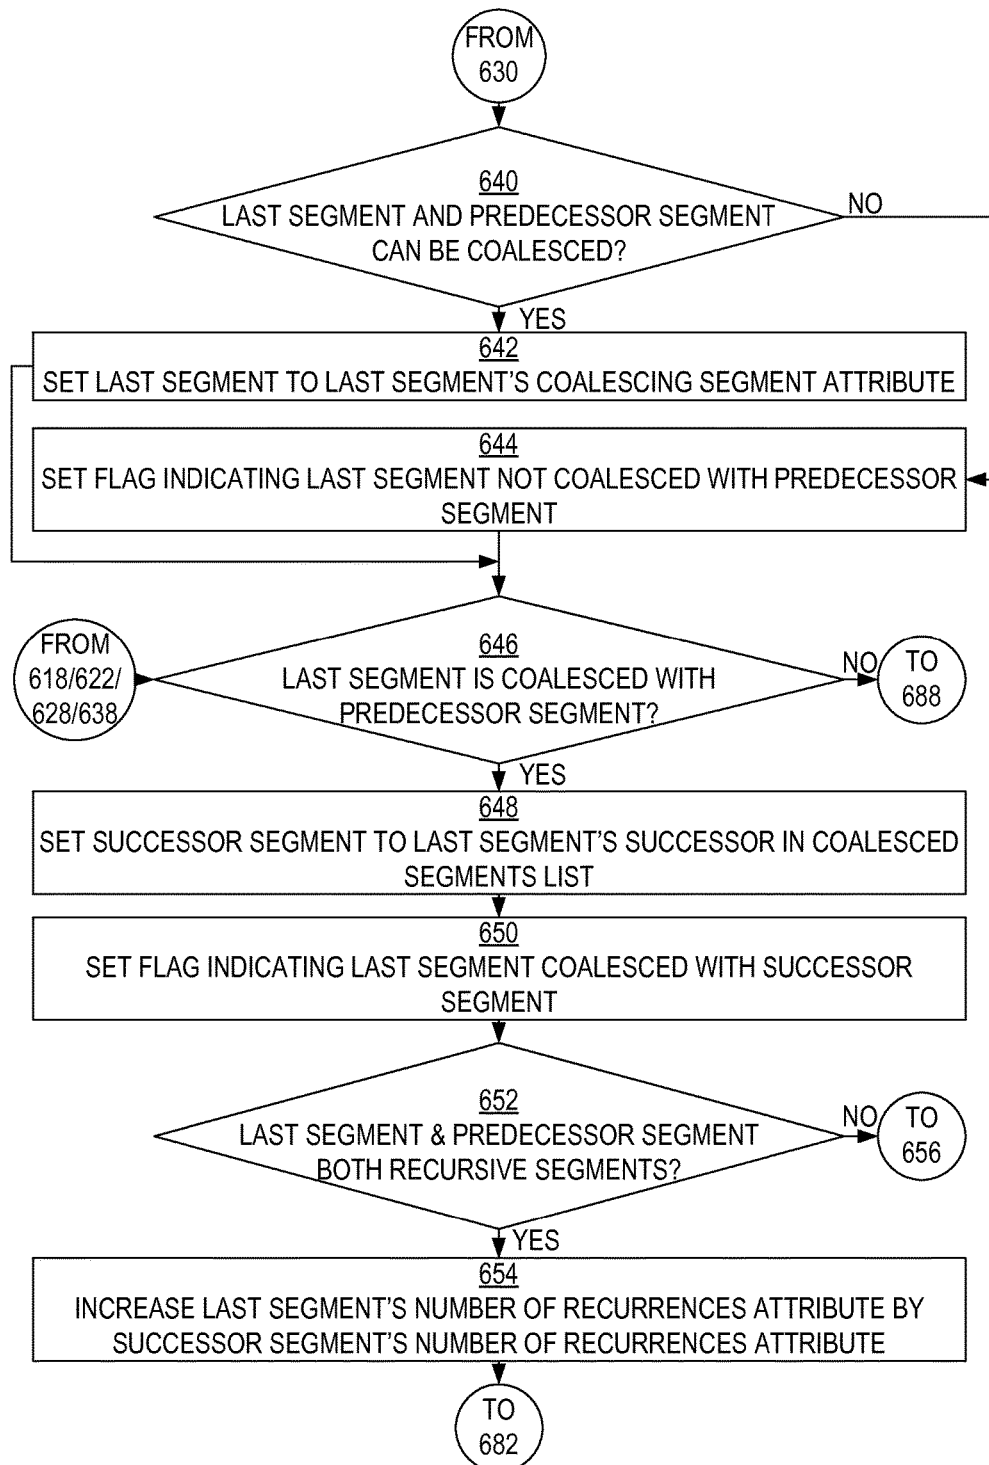 FROM
630
640
LAST SEGMENT AND PREDECESSOR SEGMENT
CAN BE COALESCED?
NO
YES
642
SET LAST SEGMENT TO LAST SEGMENT'S COALESCING SEGMENT ATTRIBUTE
644
SET FLAG INDICATING LAST SEGMENT NOT COALESCED WITH PREDECESSOR
SEGMENT
FROM
618/622/
628/638
646
LAST SEGMENT IS COALESCED WITH
PREDECESSOR SEGMENT?
NO
TO
688
YES
648
SET SUCCESSOR SEGMENT TO LAST SEGMENT'S SUCCESSOR IN COALESCED
SEGMENTS LIST
650
SET FLAG INDICATING LAST SEGMENT COALESCED WITH SUCCESSOR
SEGMENT
652
LAST SEGMENT & PREDECESSOR SEGMENT
BOTH RECURSIVE SEGMENTS?
NO
TO
656
YES
654
INCREASE LAST SEGMENT'S NUMBER OF RECURRENCES ATTRIBUTE BY
SUCCESSOR SEGMENT'S NUMBER OF RECURRENCES ATTRIBUTE
TO
682